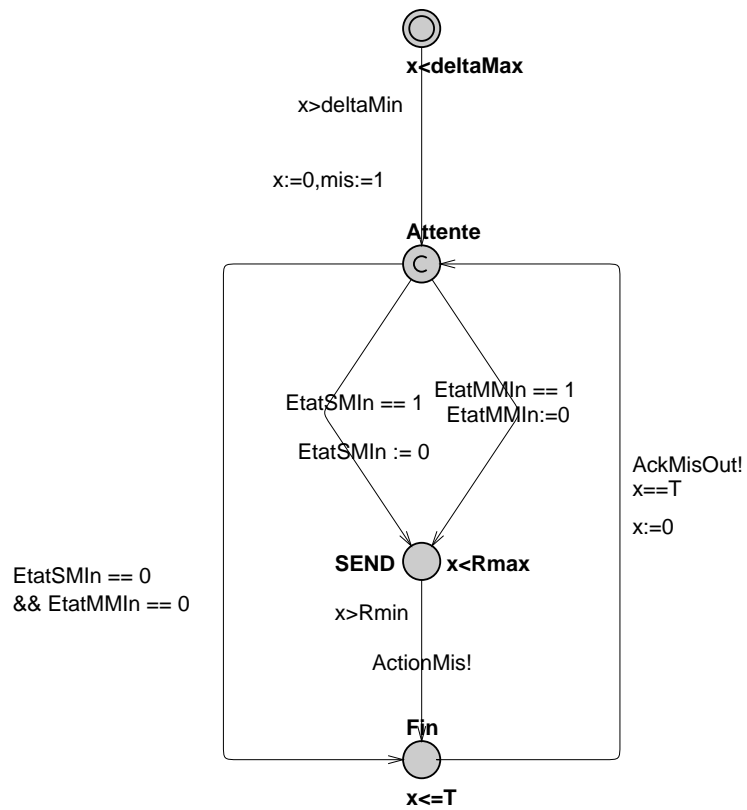 x<deltaMax
x>deltaMin
x:=0,mis:=1
Attente
C
EtatSMIn == 1
EtatSMIn := 0
EtatMMIn == 1
EtatMMIn:=0
AckMisOut!
x==T
x:=0
SEND
x<Rmax
EtatSMIn == 0
&& EtatMMIn == 0
x>Rmin
ActionMis!
Fin
x<=T